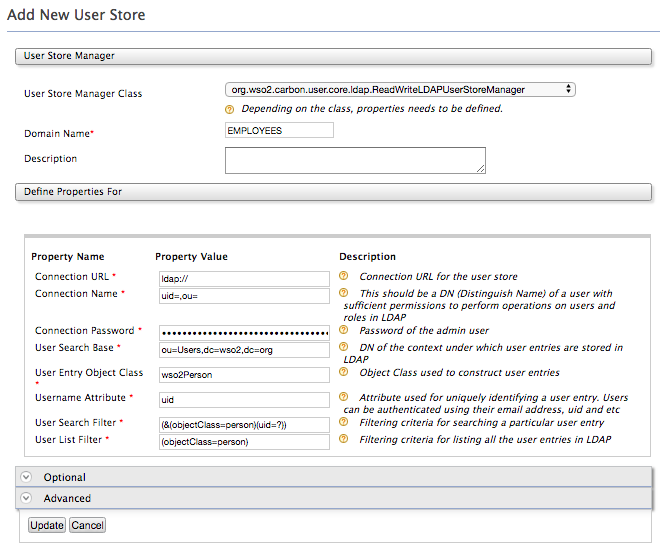 Add New User Store
User Store Manager
User Store Manager Class
org.wso2.carbon.user.core.ldap.ReadWriteLDAPUserStoreManager
Depending on the class, properties needs to be defined.
Domain Name*
EMPLOYEES
Description
Define Properties For
Property Name Property Value Description
Connection URL * ldap:// Connection URL for the user store
Connection Name * uid=,ou= This should be a DN (Distinguish Name) of a user with
sufficient permissions to perform operations on users and
roles in LDAP
Connection Password * •••••••••••••••••••••••••••••••• Password of the admin user
User Search Base * ou=Users,dc=wso2,dc=org DN of the context under which user entries are stored in
LDAP
User Entry Object Class wso2Person Object Class used to construct user entries
*
Username Attribute * uid Attribute used for uniquely identifying a user entry. Users
can be authenticated using their email address, uid and etc
User Search Filter * (&(objectClass=person)(uid=?)) Filtering criteria for searching a particular user entry
User List Filter * (objectClass=person) Filtering criteria for listing all the user entries in LDAP
Optional
Advanced
Update Cancel